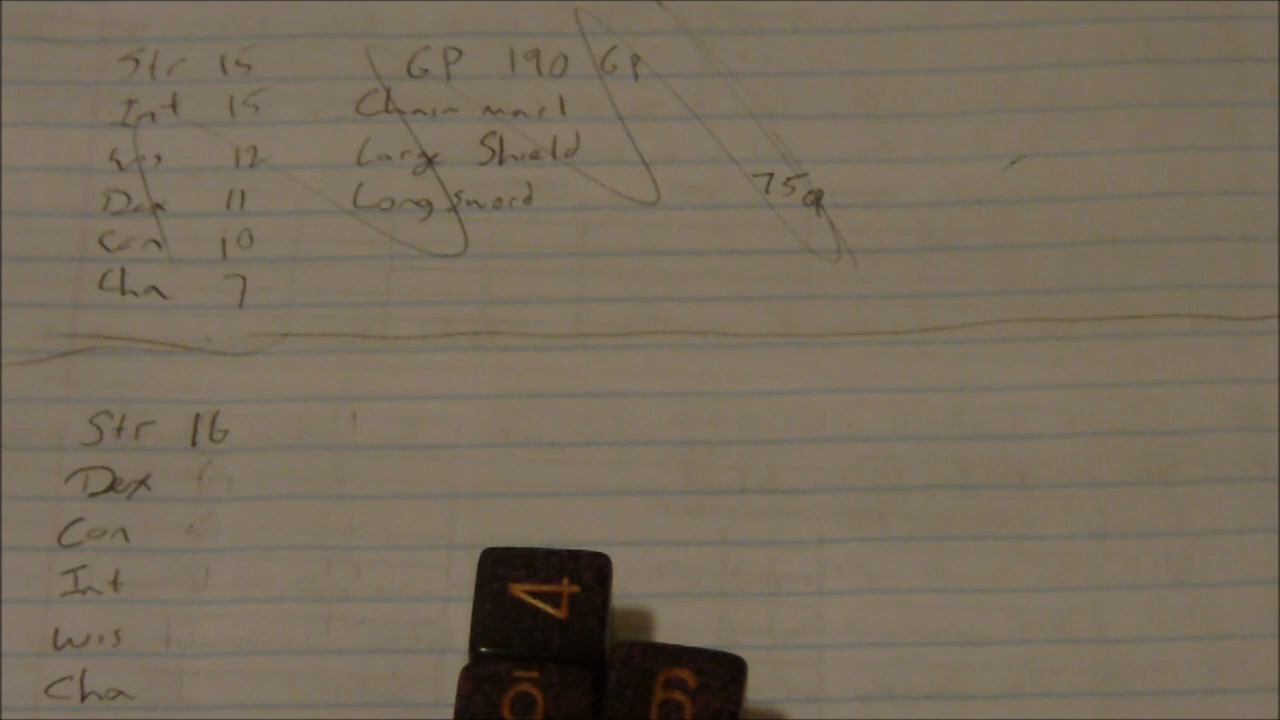 Str 15 GP 190 Gp
Int 15 Chain mail
Wis 12 Large Shield
75g
Dex 11 Long sword
Con 10
Cha 7
Str 16
Dex
Con
Int
Wis
Cha
4
6